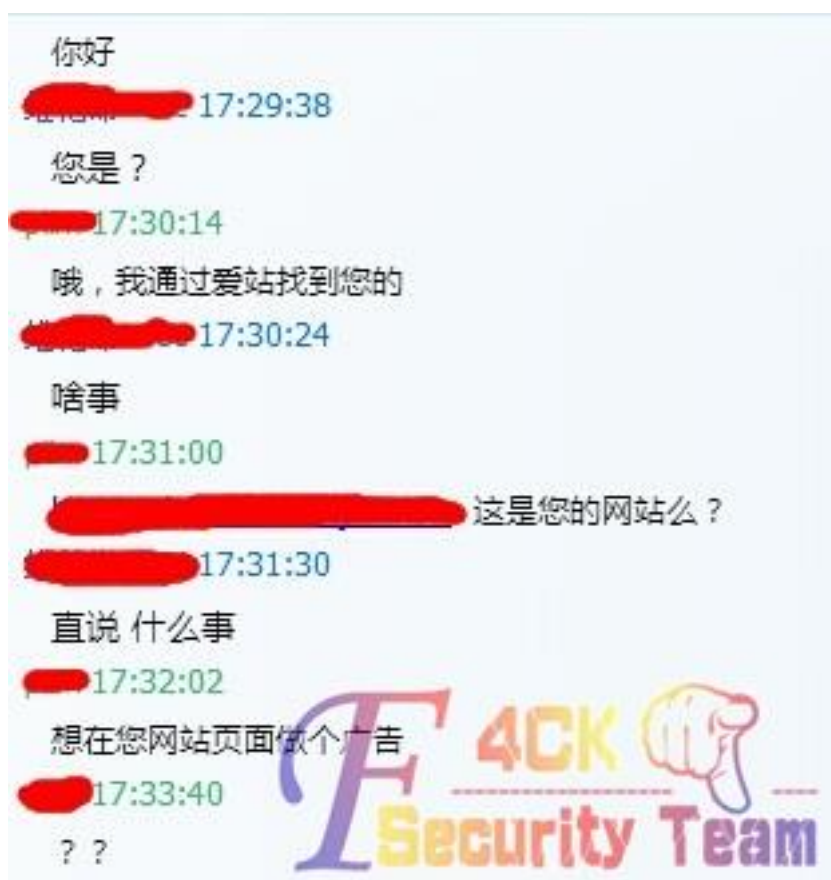 你好
17:29:38
您是？
17:30:14
哦，我通过爱站找到您的
17:30:24
啥事
17:31:00
这是您的网站么？
17:31:30
直说 什么事
17:32:02
想在您网站页面做个广告
17:33:40
？？
F4CK
Security Team